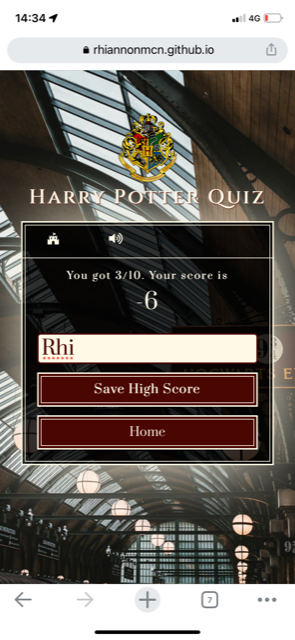 14:34
4G
rhiannonmcn.github.io
Harry Potter Quiz
You got 3/10. Your score is
-6
HOGWARTS E
Rhi
Save High Score
Home
7